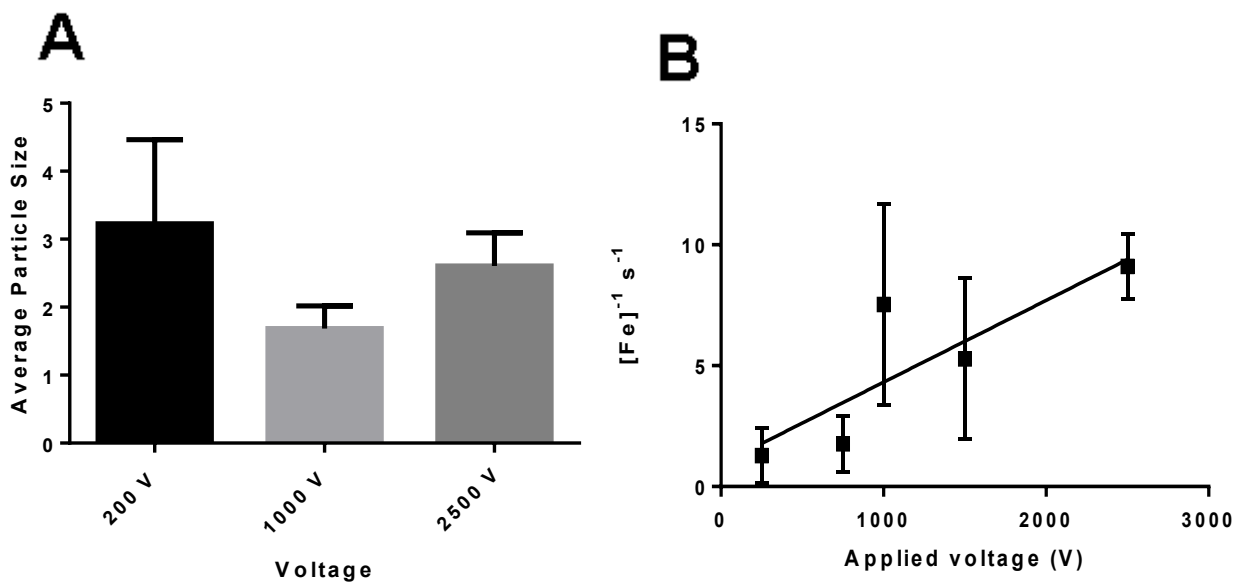 A
5
4
3
2
1
0
Average Particle Size
200 V
1000 V
2500 V
Voltage
B
15
10
5
0
[Fe]-1 s-1
0
1000
2000
3000
Applied voltage (V)